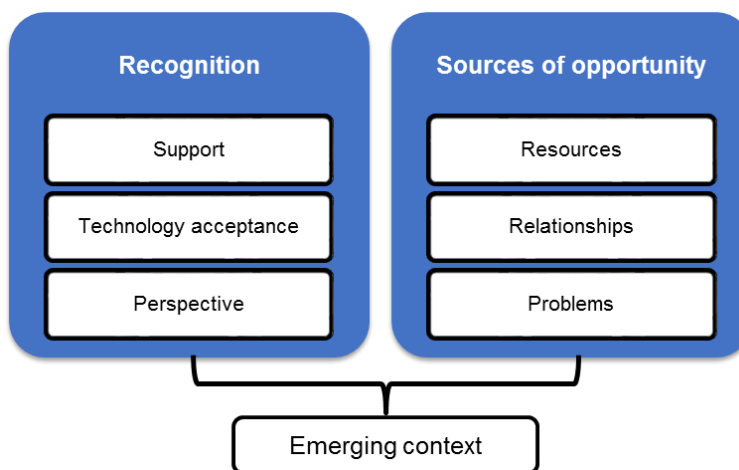 Recognition
Support
Technology acceptance
Perspective
Sources of opportunity
Resources
Relationships
Problems
Emerging context